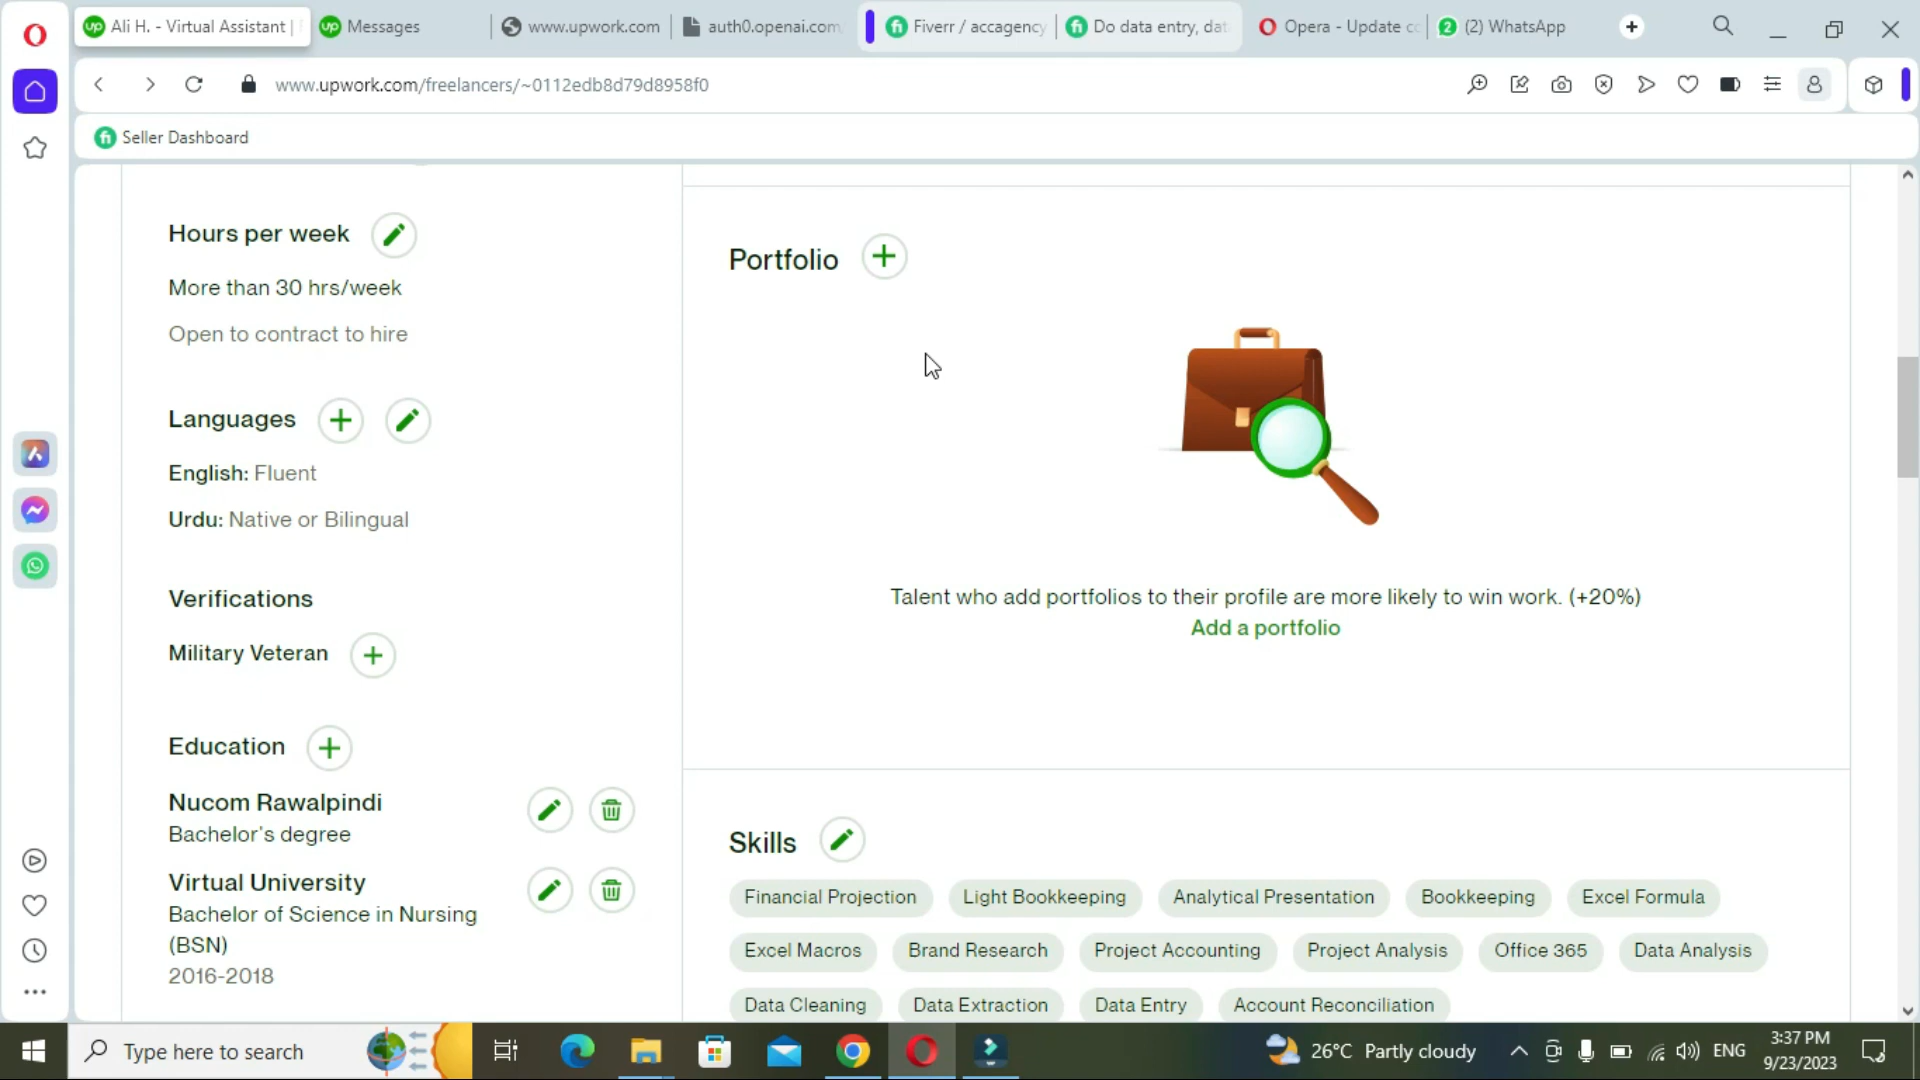 Ali H. - Virtual Assistant |
Messages
www.upwork.com
auth0.openai.com
Fiverr / accagency
Do data entry, dat
Opera - Update co
2
(2) WhatsApp
www.upwork.com/freelancers/~0112edb8d79d8958f0
Seller Dashboard
Hours per week
More than 30 hrs/week
Open to contract to hire
Languages
English: Fluent
Urdu: Native or Bilingual
Verifications
Military Veteran
Education
Nucom Rawalpindi
Bachelor's degree
Virtual University
Bachelor of Science in Nursing
(BSN)
2016-2018
Portfolio
Talent who add portfolios to their profile are more likely to win work. (+20%)
Add a portfolio
Skills
Financial Projection
Light Bookkeeping
Analytical Presentation
Bookkeeping
Excel Formula
Excel Macros
Brand Research
Project Accounting
Project Analysis
Office 365
Data Analysis
Data Cleaning
Data Extraction
Data Entry
Account Reconciliation
Type here to search
26°C Partly cloudy
ENG
3:37 PM
9/23/2023